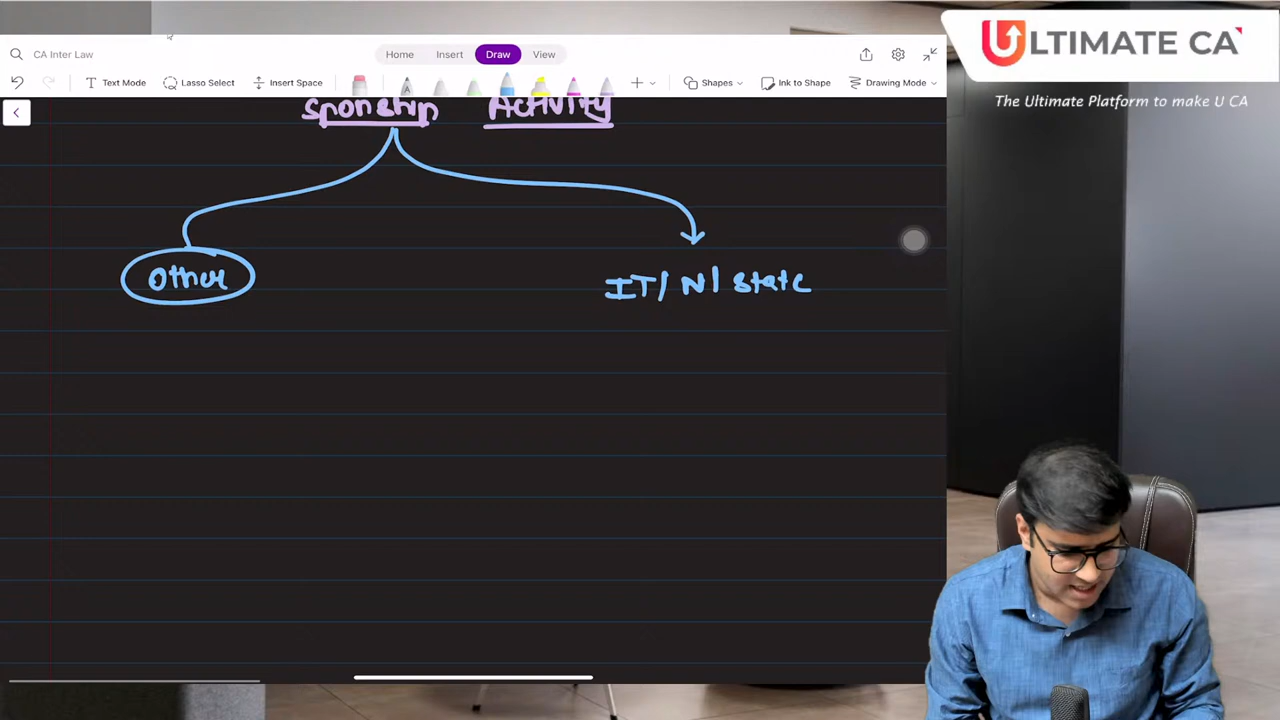 ULTIMATE CA
The Ultimate Platform to make U CA
CA Inter Law
Home Insert Draw View
Text Mode Lasso Select Insert Space Shapes Ink to Shape Drawing Mode
Sponship Activity
Other
IT/ N/ State